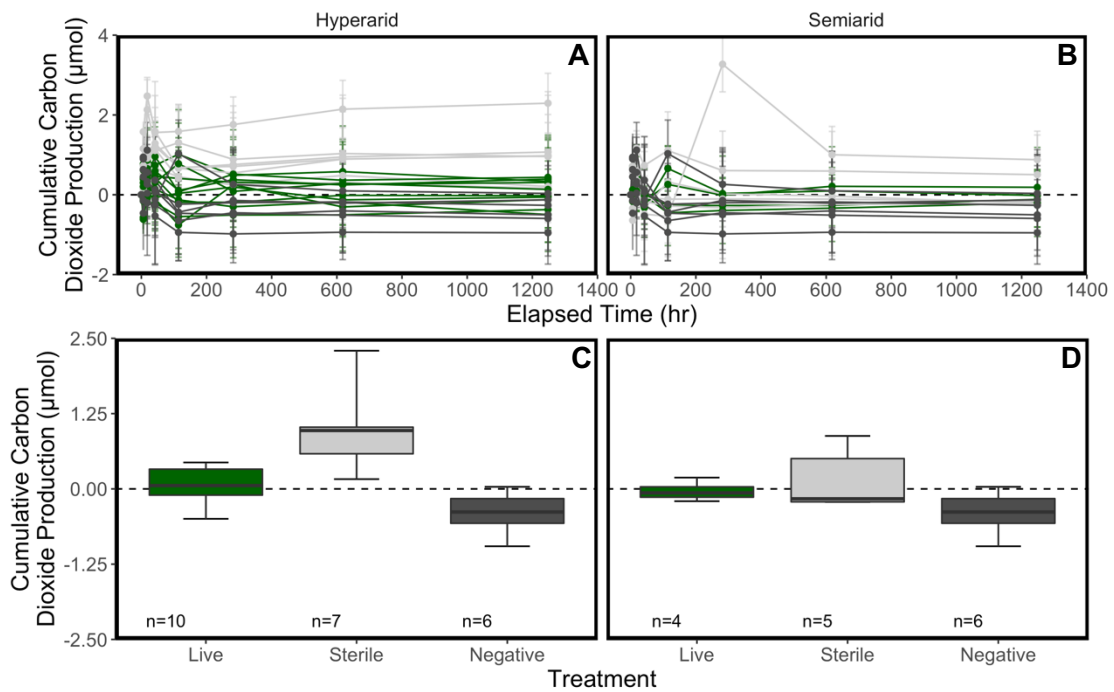 Hyperarid
Semiarid
A
B
Cumulative Carbon
Dioxide Production (μmol)
4
2
0
-2
0 200 400 600 800 1000 1200 1400
0 200 400 600 800 1000 1200 1400
Elapsed Time (hr)
C
D
Cumulative Carbon
Dioxide Production (μmol)
2.50
1.25
0.00
-1.25
-2.50
n=10 n=7 n=6
n=4 n=5 n=6
Live Sterile Negative
Live Sterile Negative
Treatment